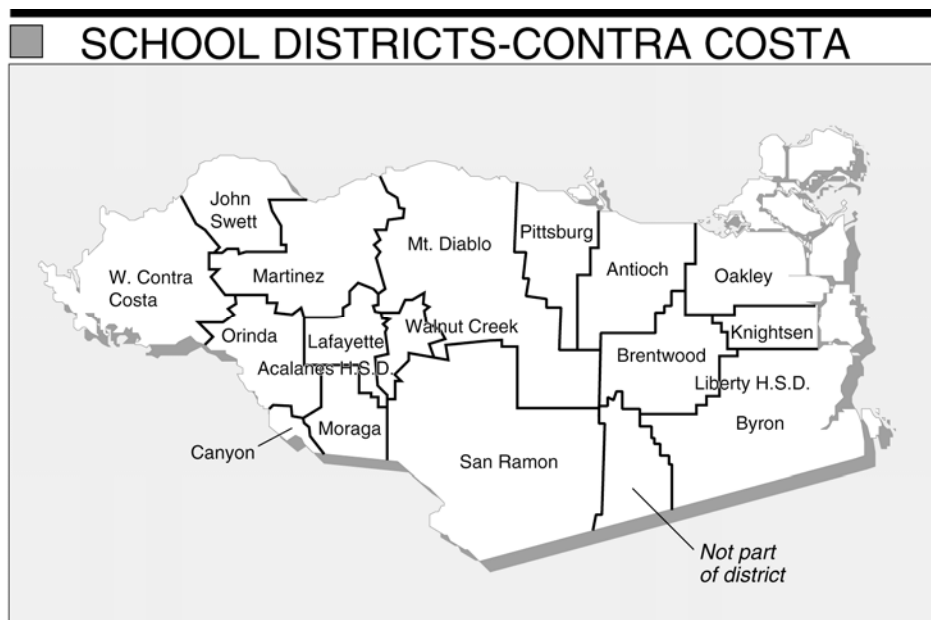 SCHOOL DISTRICTS-CONTRA COSTA
John
Swett
Mt. Diablo
Pittsburg
W. Contra
Costa
Martinez
Antioch
Oakley
Orinda
Lafayette
Walnut Creek
Knightsen
Brentwood
Acalanes H.S.D.
Liberty H.S.D.
Moraga
Byron
Canyon
San Ramon
Not part
of district